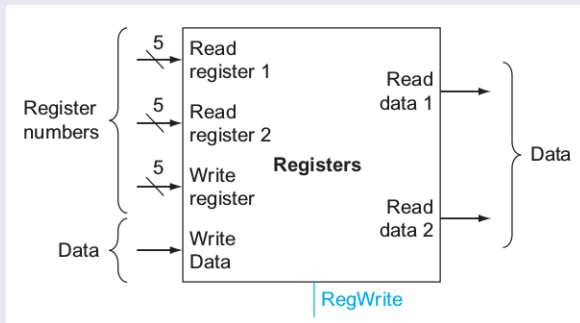 Register
numbers
Data
5
Read
register 1
5
Read
register 2
5
Write
register
Write
Data
Registers
Read
data 1
Read
data 2
Data
RegWrite